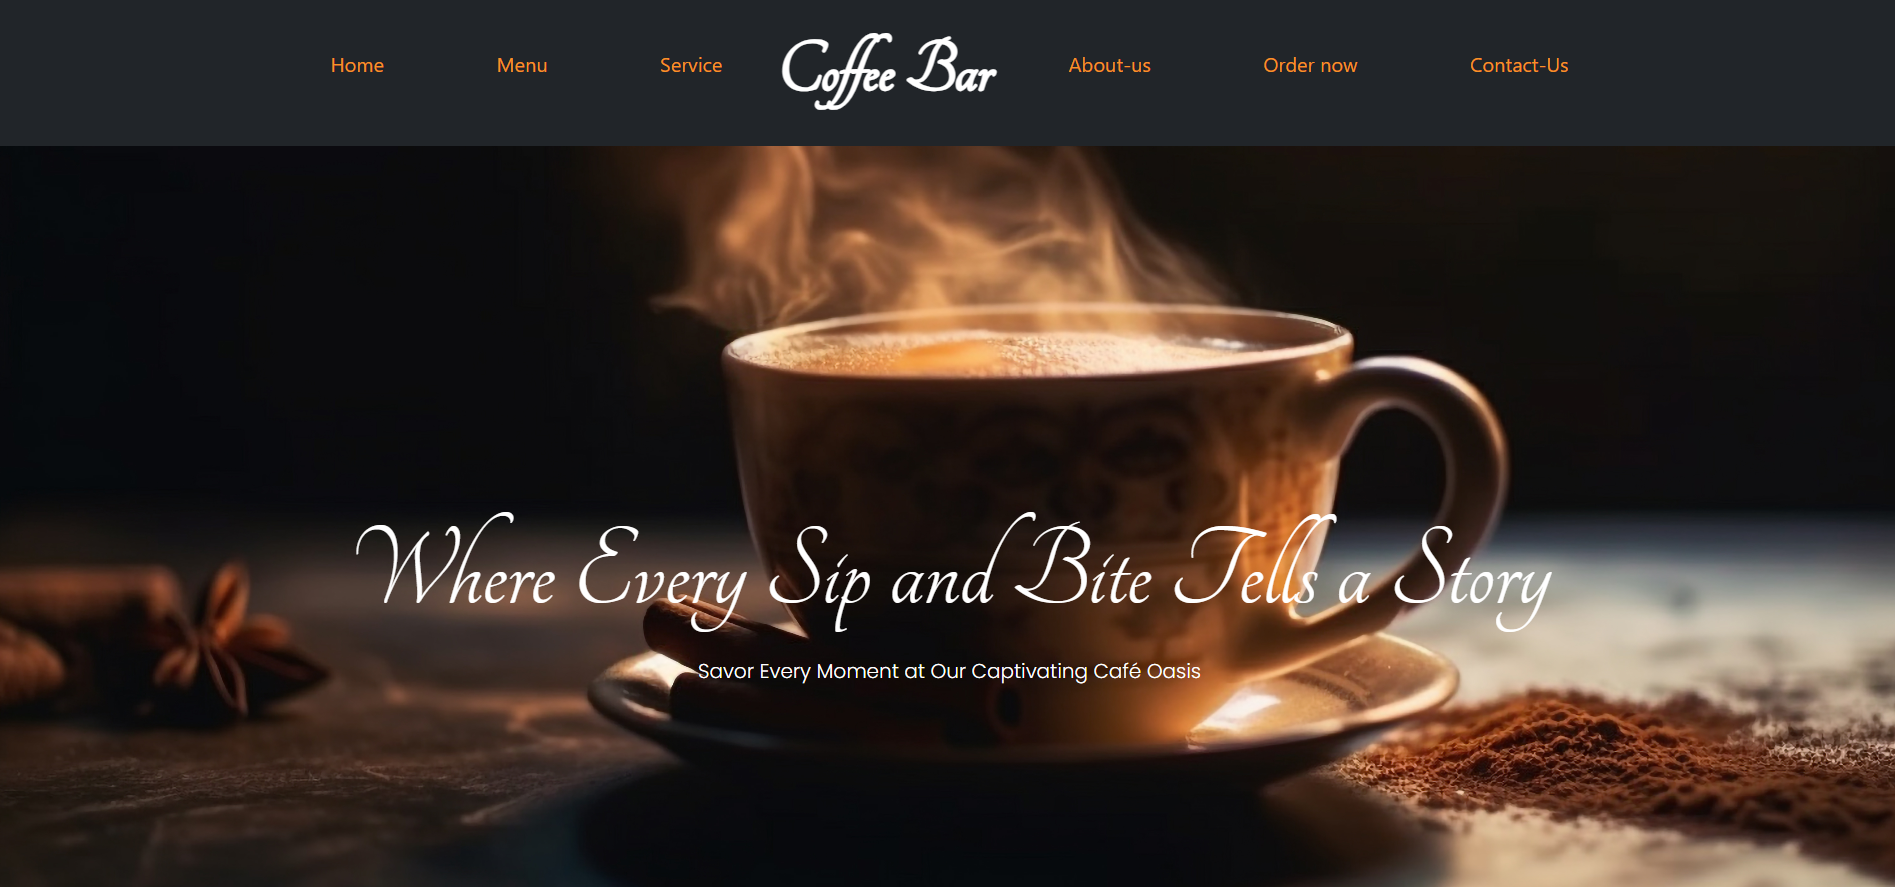 Home Menu Service Coffee Bar About-us Order now Contact-Us
Where Every Sip and Bite Tells a Story
Savor Every Moment at Our Captivating Café Oasis